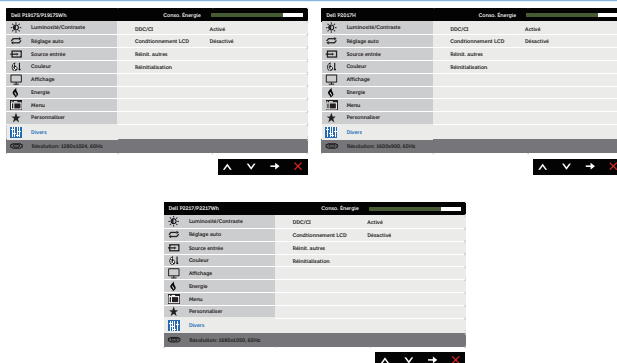 Dell P1917S/P1917SWh Conso. Énergie
Luminosité/Contraste DDC/CI Activé
Réglage auto Conditionnement LCD Désactivé
Source entrée Réinit. autres
Couleur Réinitialisation
Affichage
Energie
Menu
Personnaliser
Divers
Résolution: 1280x1024, 60Hz
Dell P2017H Conso. Énergie
Luminosité/Contraste DDC/CI Activé
Réglage auto Conditionnement LCD Désactivé
Source entrée Réinit. autres
Couleur Réinitialisation
Affichage
Energie
Menu
Personnaliser
Divers
Résolution: 1600x900, 60Hz
Dell P2217/P2217Wh Conso. Énergie
Luminosité/Contraste DDC/CI Activé
Réglage auto Conditionnement LCD Désactivé
Source entrée Réinit. autres
Couleur Réinitialisation
Affichage
Energie
Menu
Personnaliser
Divers
Résolution: 1680x1050, 60Hz